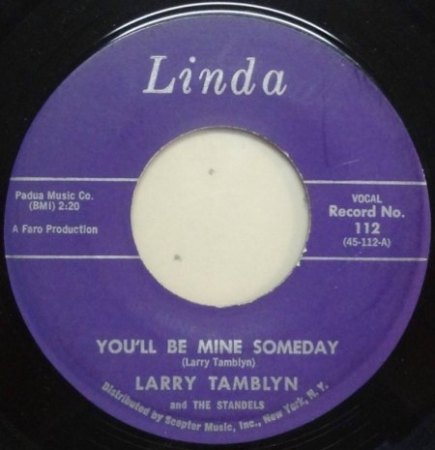 Linda
Padua Music Co.
(BMI) 2:20
A Faro Production
VOCAL
Record No.
112
(45-112-A)
YOU'LL BE MINE SOMEDAY
(Larry Tamblyn)
LARRY TAMBLYN
and THE STANDELS
Distributed by Scepter Music, Inc., New York, N. Y.